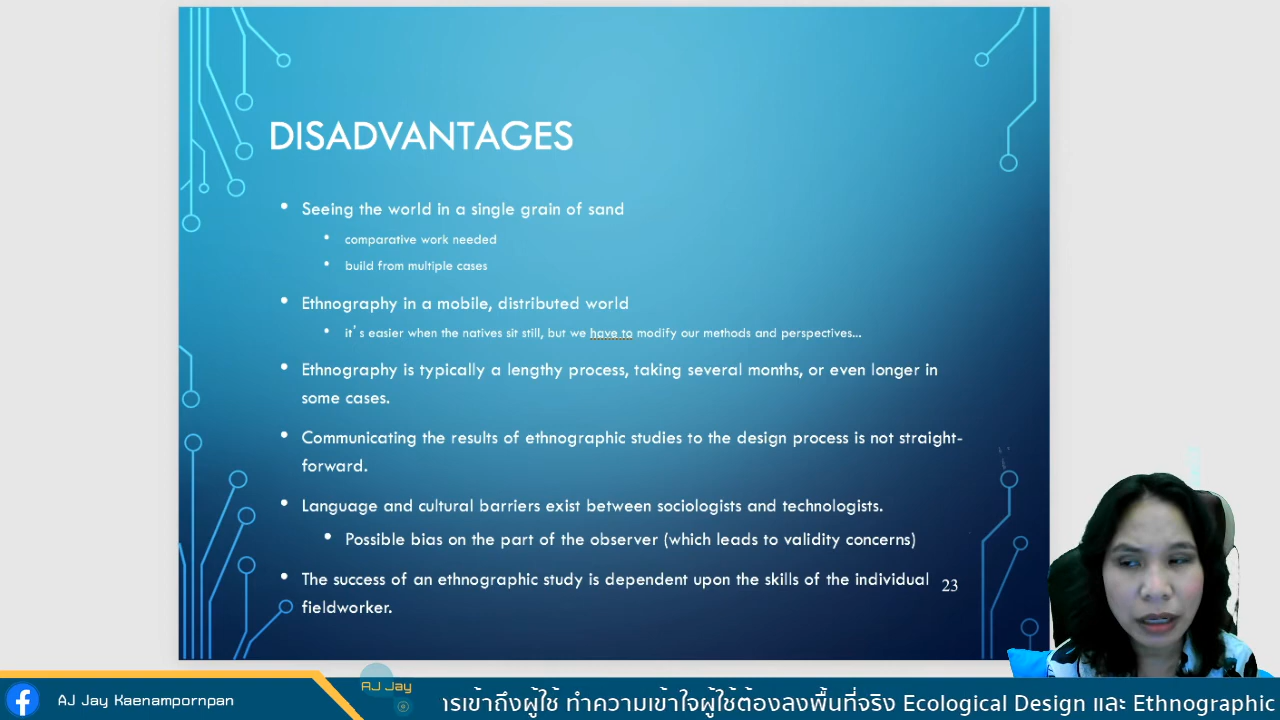 DISADVANTAGES
• Seeing the world in a single grain of sand
• comparative work needed
• build from multiple cases
• Ethnography in a mobile, distributed world
• it's easier when the natives sit still, but we have to modify our methods and perspectives...
• Ethnography is typically a lengthy process, taking several months, or even longer in
some cases.
• Communicating the results of ethnographic studies to the design process is not straight-
forward.
• Language and cultural barriers exist between sociologists and technologists.
• Possible bias on the part of the observer (which leads to validity concerns)
• The success of an ethnographic study is dependent upon the skills of the individual
fieldworker.
23
AJ Jay Kaenampornpan
AJ Jay
ารเข้าถึงผู้ใช้ ทำความเข้าใจผู้ใช้ต้องลงพื้นที่จริง Ecological Design และ Ethnographic